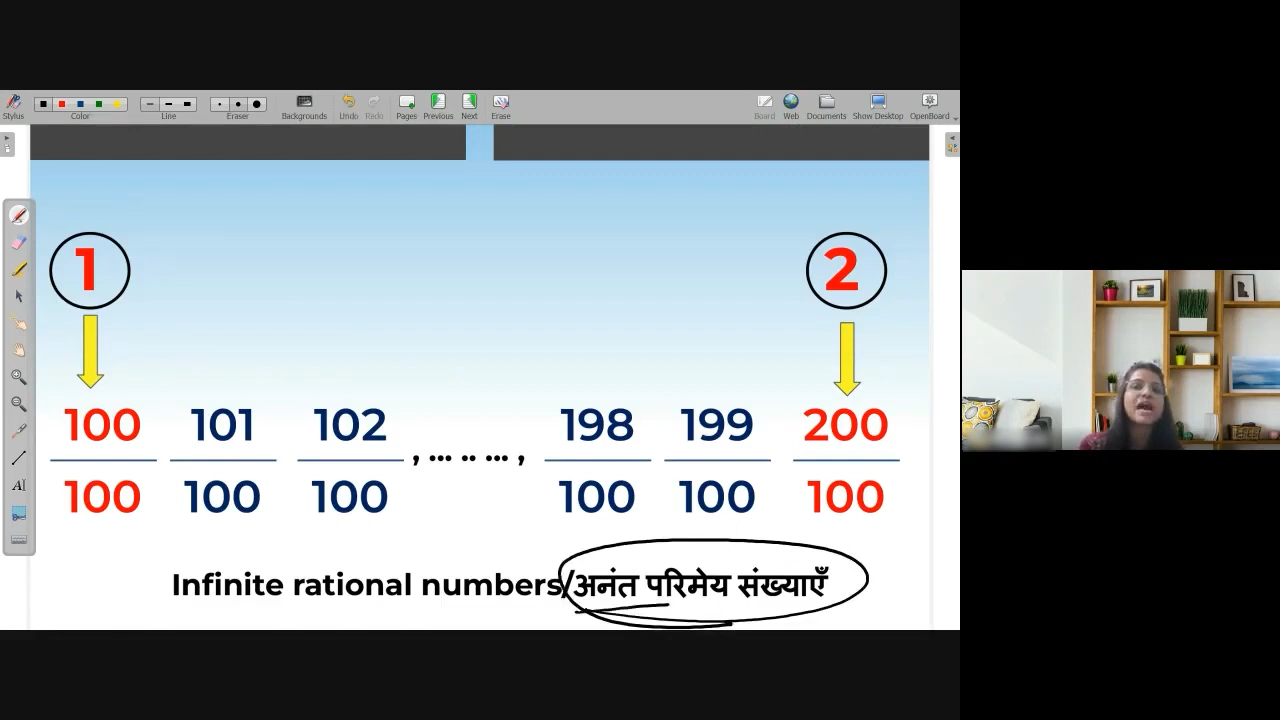 Stylus Color Line Eraser Backgrounds Undo Redo Pages Previous Next Erase Board Web Documents Show Desktop OpenBoard
1 2
100 101 102 198 199 200
, ... .. ... ,
100 100 100 100 100 100
Infinite rational numbers/अनंत परिमेय संख्याएँ